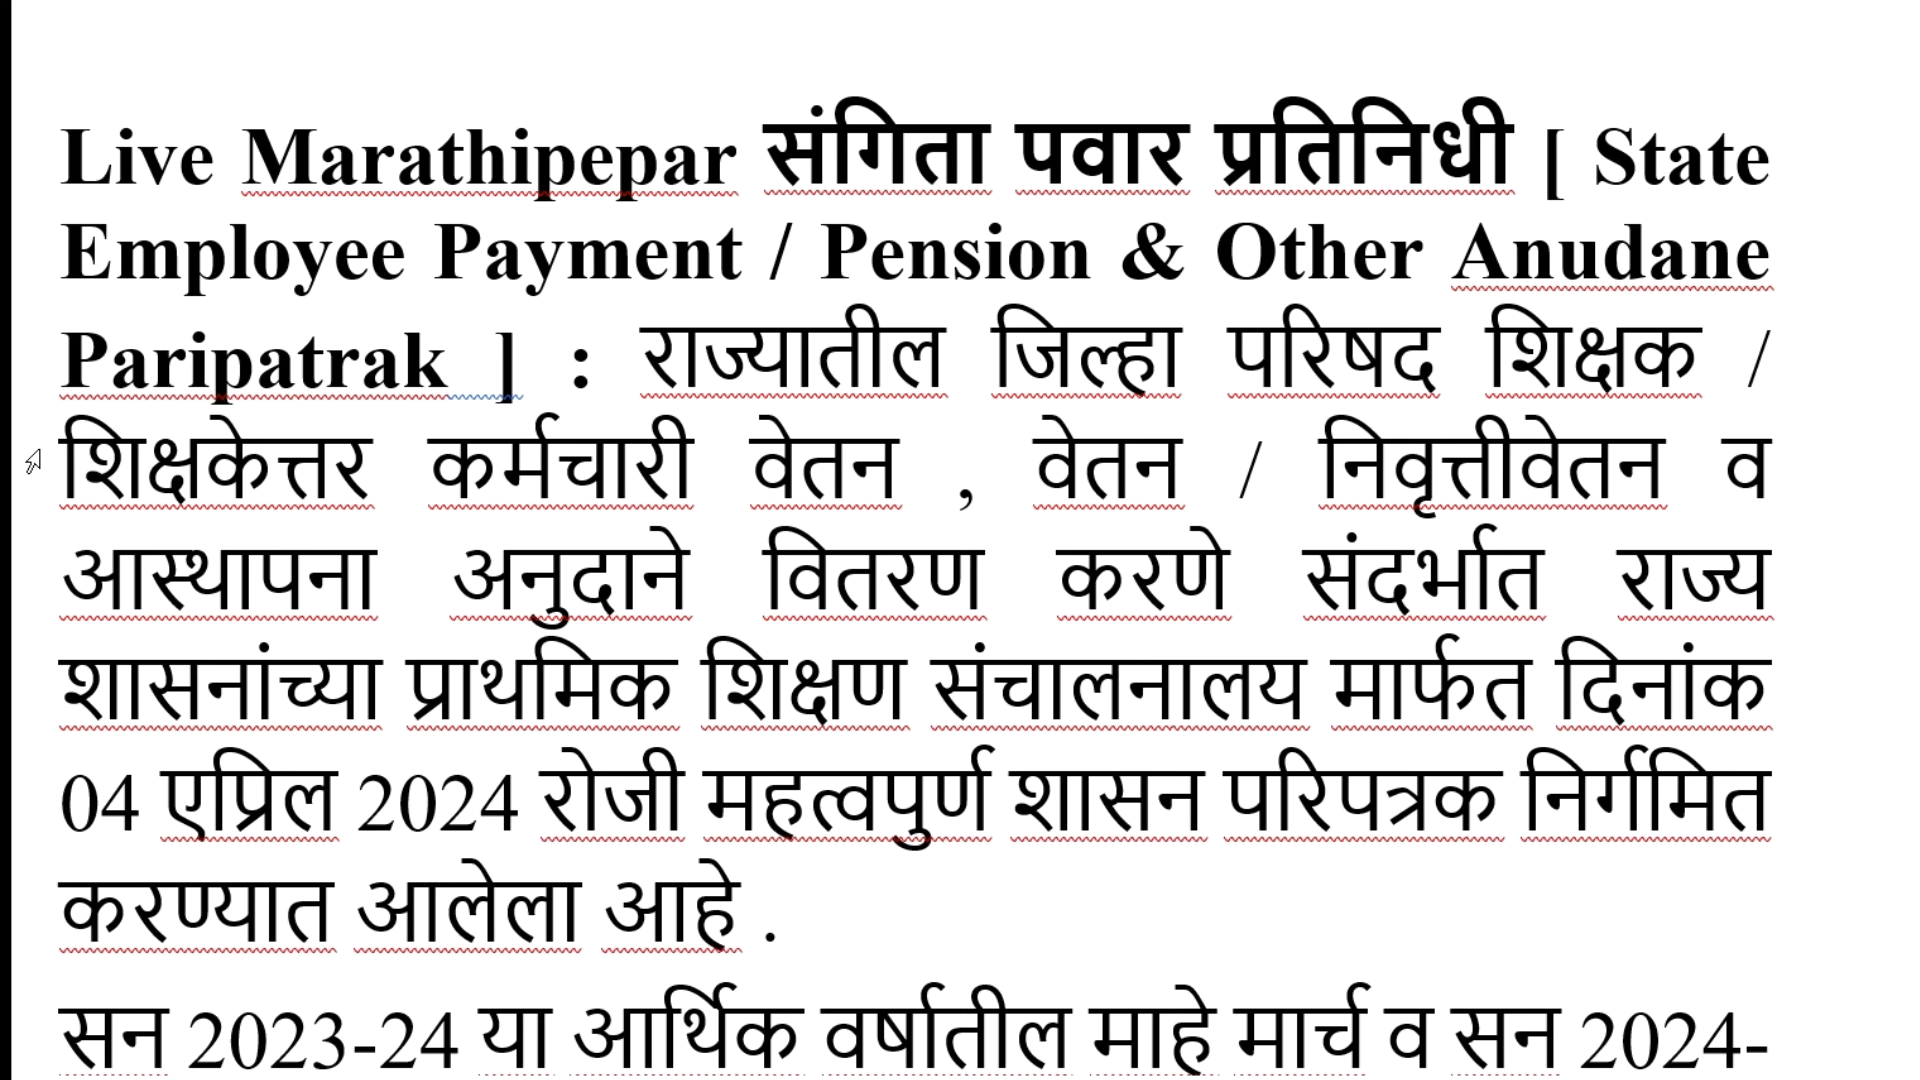 Live Marathipepar संगिता पवार प्रतिनिधी [ State
Employee Payment / Pension & Other Anudane
Paripatrak ] : राज्यातील जिल्हा परिषद शिक्षक /
शिक्षकेत्तर कर्मचारी वेतन , वेतन / निवृत्तीवेतन व
आस्थापना अनुदाने वितरण करणे संदर्भात राज्य
शासनांच्या प्राथमिक शिक्षण संचालनालय मार्फत दिनांक
04 एप्रिल 2024 रोजी महत्वपुर्ण शासन परिपत्रक निर्गमित
करण्यात आलेला आहे .
सन 2023-24 या आर्थिक वर्षातील माहे मार्च व सन 2024-